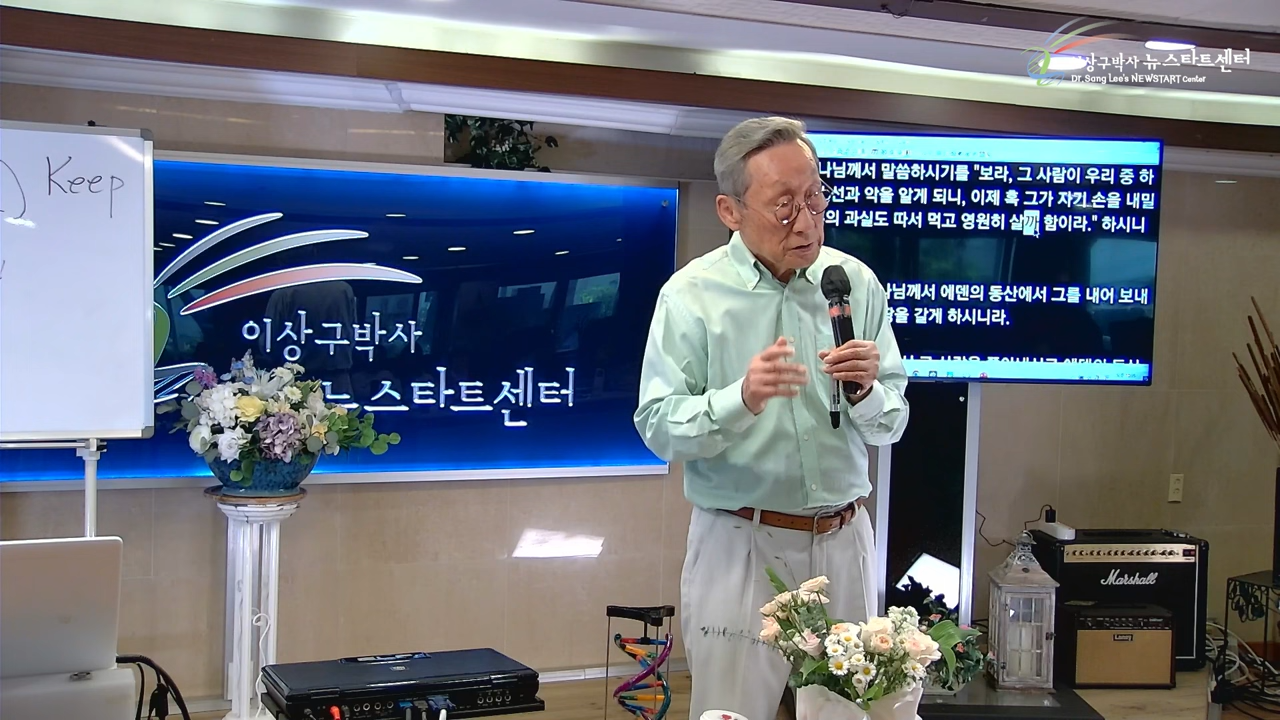 이상구박사 뉴스타트센터
Dr. Sang Lee's NEWSTART Center
Keep
이상구박사
뉴스타트센터
나님께서 말씀하시기를 "보라, 그 사람이 우리 중 하
선과 악을 알게 되니, 이제 혹 그가 자기 손을 내밀
의 과실도 따서 먹고 영원히 살까 함이라." 하시니
나님께서 에덴의 동산에서 그를 내어 보내
땅을 갈게 하시니라.
Marshall
Laney